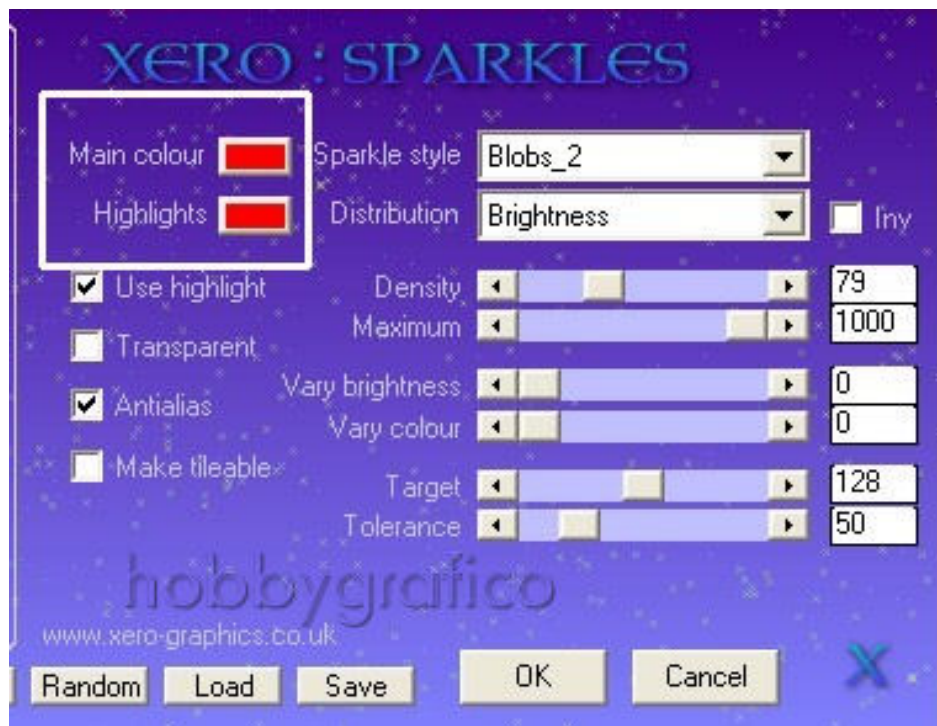 XERO : SPARKLES
Main colour
Sparkle style
Blobs_2
Highlights
Distribution
Brightness
Inv
Use highlight
Density
79
Transparent
Maximum
1000
Antialias
Vary brightness
0
Vary colour
0
Make tileable
Target
128
Tolerance
50
hobbygrafico
www.xero-graphics.co.uk
Random
Load
Save
OK
Cancel
X